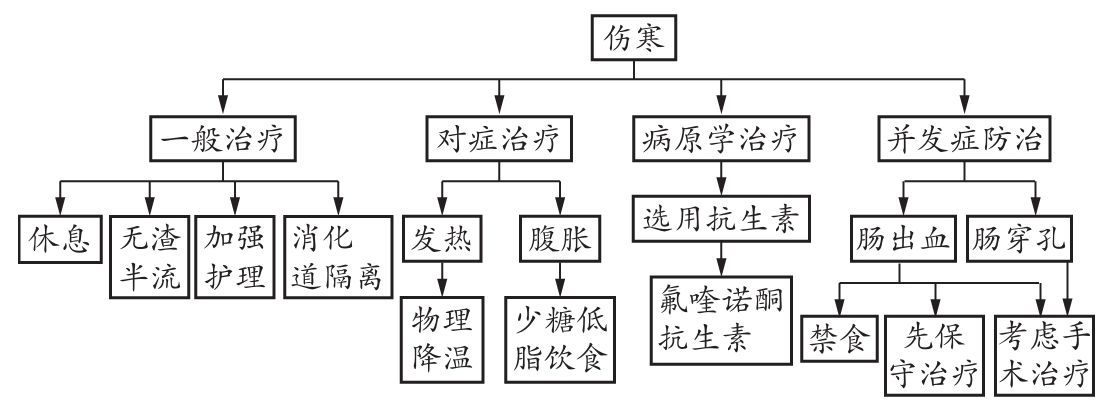 伤寒
一般治疗
对症治疗
病原学治疗
并发症防治
休息
无渣
半流
加强
护理
消化
道隔离
发热
腹胀
选用抗生素
肠出血
肠穿孔
物理
降温
少糖低
脂饮食
氟喹诺酮
抗生素
禁食
先保
守治疗
考虑手
术治疗